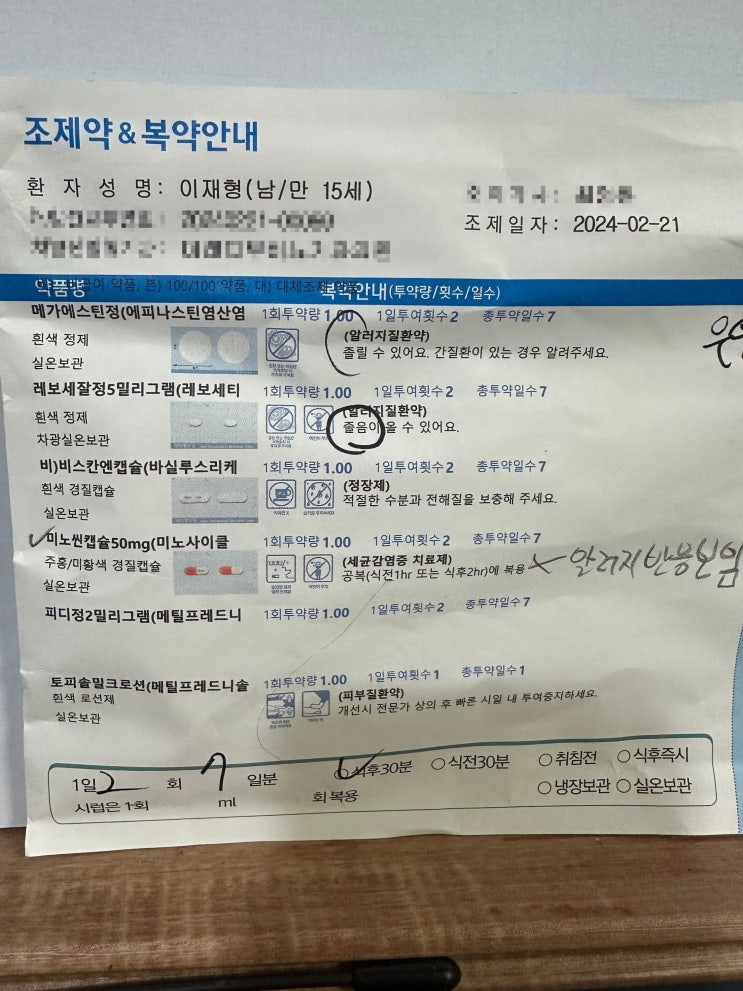 조제약&복약안내
환 자 성 명: 이재형(남/만 15세)
조제일자: 2024-02-21
약품명 복약안내(투약량/횟수/일수)
본) 100/100 약품, 대) 대체조제
메가에스틴정(에피나스틴염산염 1회투약량 1.00 1일투여횟수 2 총투약일수 7
흰색 정제
실온보관
(알러지질환약)
졸릴 수 있어요. 간질환이 있는 경우 알려주세요.
레보세잘정5밀리그램(레보세티 1회투약량 1.00 1일투여횟수 2 총투약일수 7
흰색 정제
차광실온보관
(알러지질환약)
졸음이 올 수 있어요.
비)비스칸엔캡슐(바실루스리케 1회투약량 1.00 1일투여횟수 2 총투약일수 7
흰색 경질캡슐
실온보관
(정장제)
적절한 수분과 전해질을 보충해 주세요.
미노씬캡슐50mg(미노사이클 1회투약량 1.00 1일투여횟수 2 총투약일수 7
주홍/미황색 경질캡슐
실온보관
(세균감염증 치료제)
공복(식전1hr 또는 식후2hr)에 복용
알러지반응보임
피디정2밀리그램(메틸프레드니 1회투약량 1.00 1일투여횟수 2 총투약일수 7
토피솔밀크로션(메틸프레드니솔 1회투약량 1.00 1일투여횟수 1 총투약일수 1
흰색 로션제
실온보관
(피부질환약)
개선시 전문가 상의 후 빠른 시일 내 투여중지하세요.
1일 2 회 7 일분 식후30분 식전30분 취침전 식후즉시
시럽은 1회 ml 회 복용 냉장보관 실온보관